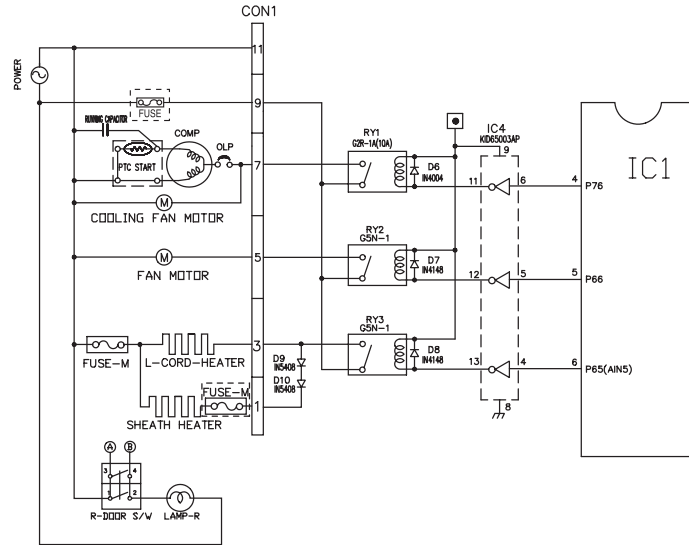 CON1
POWER
11
FUSE
9
RUNNING CAPACITOR
COMP
OLP
PTC START
7
M
COOLING FAN MOTOR
M
FAN MOTOR
5
3
FUSE-M
L-CORD-HEATER
D9
IN5408
D10
IN5408
FUSE-M
1
SHEATH HEATER
A
B
3
4
1
2
R-DOOR S/W
LAMP-R
RY1
G2R-1A(10A)
D6
IN4004
RY2
G5N-1
D7
IN4148
RY3
G5N-1
D8
IN4148
IC4
KID65003AP
9
11
6
12
5
13
4
8
IC1
4
P76
5
P66
6
P65(AIN5)